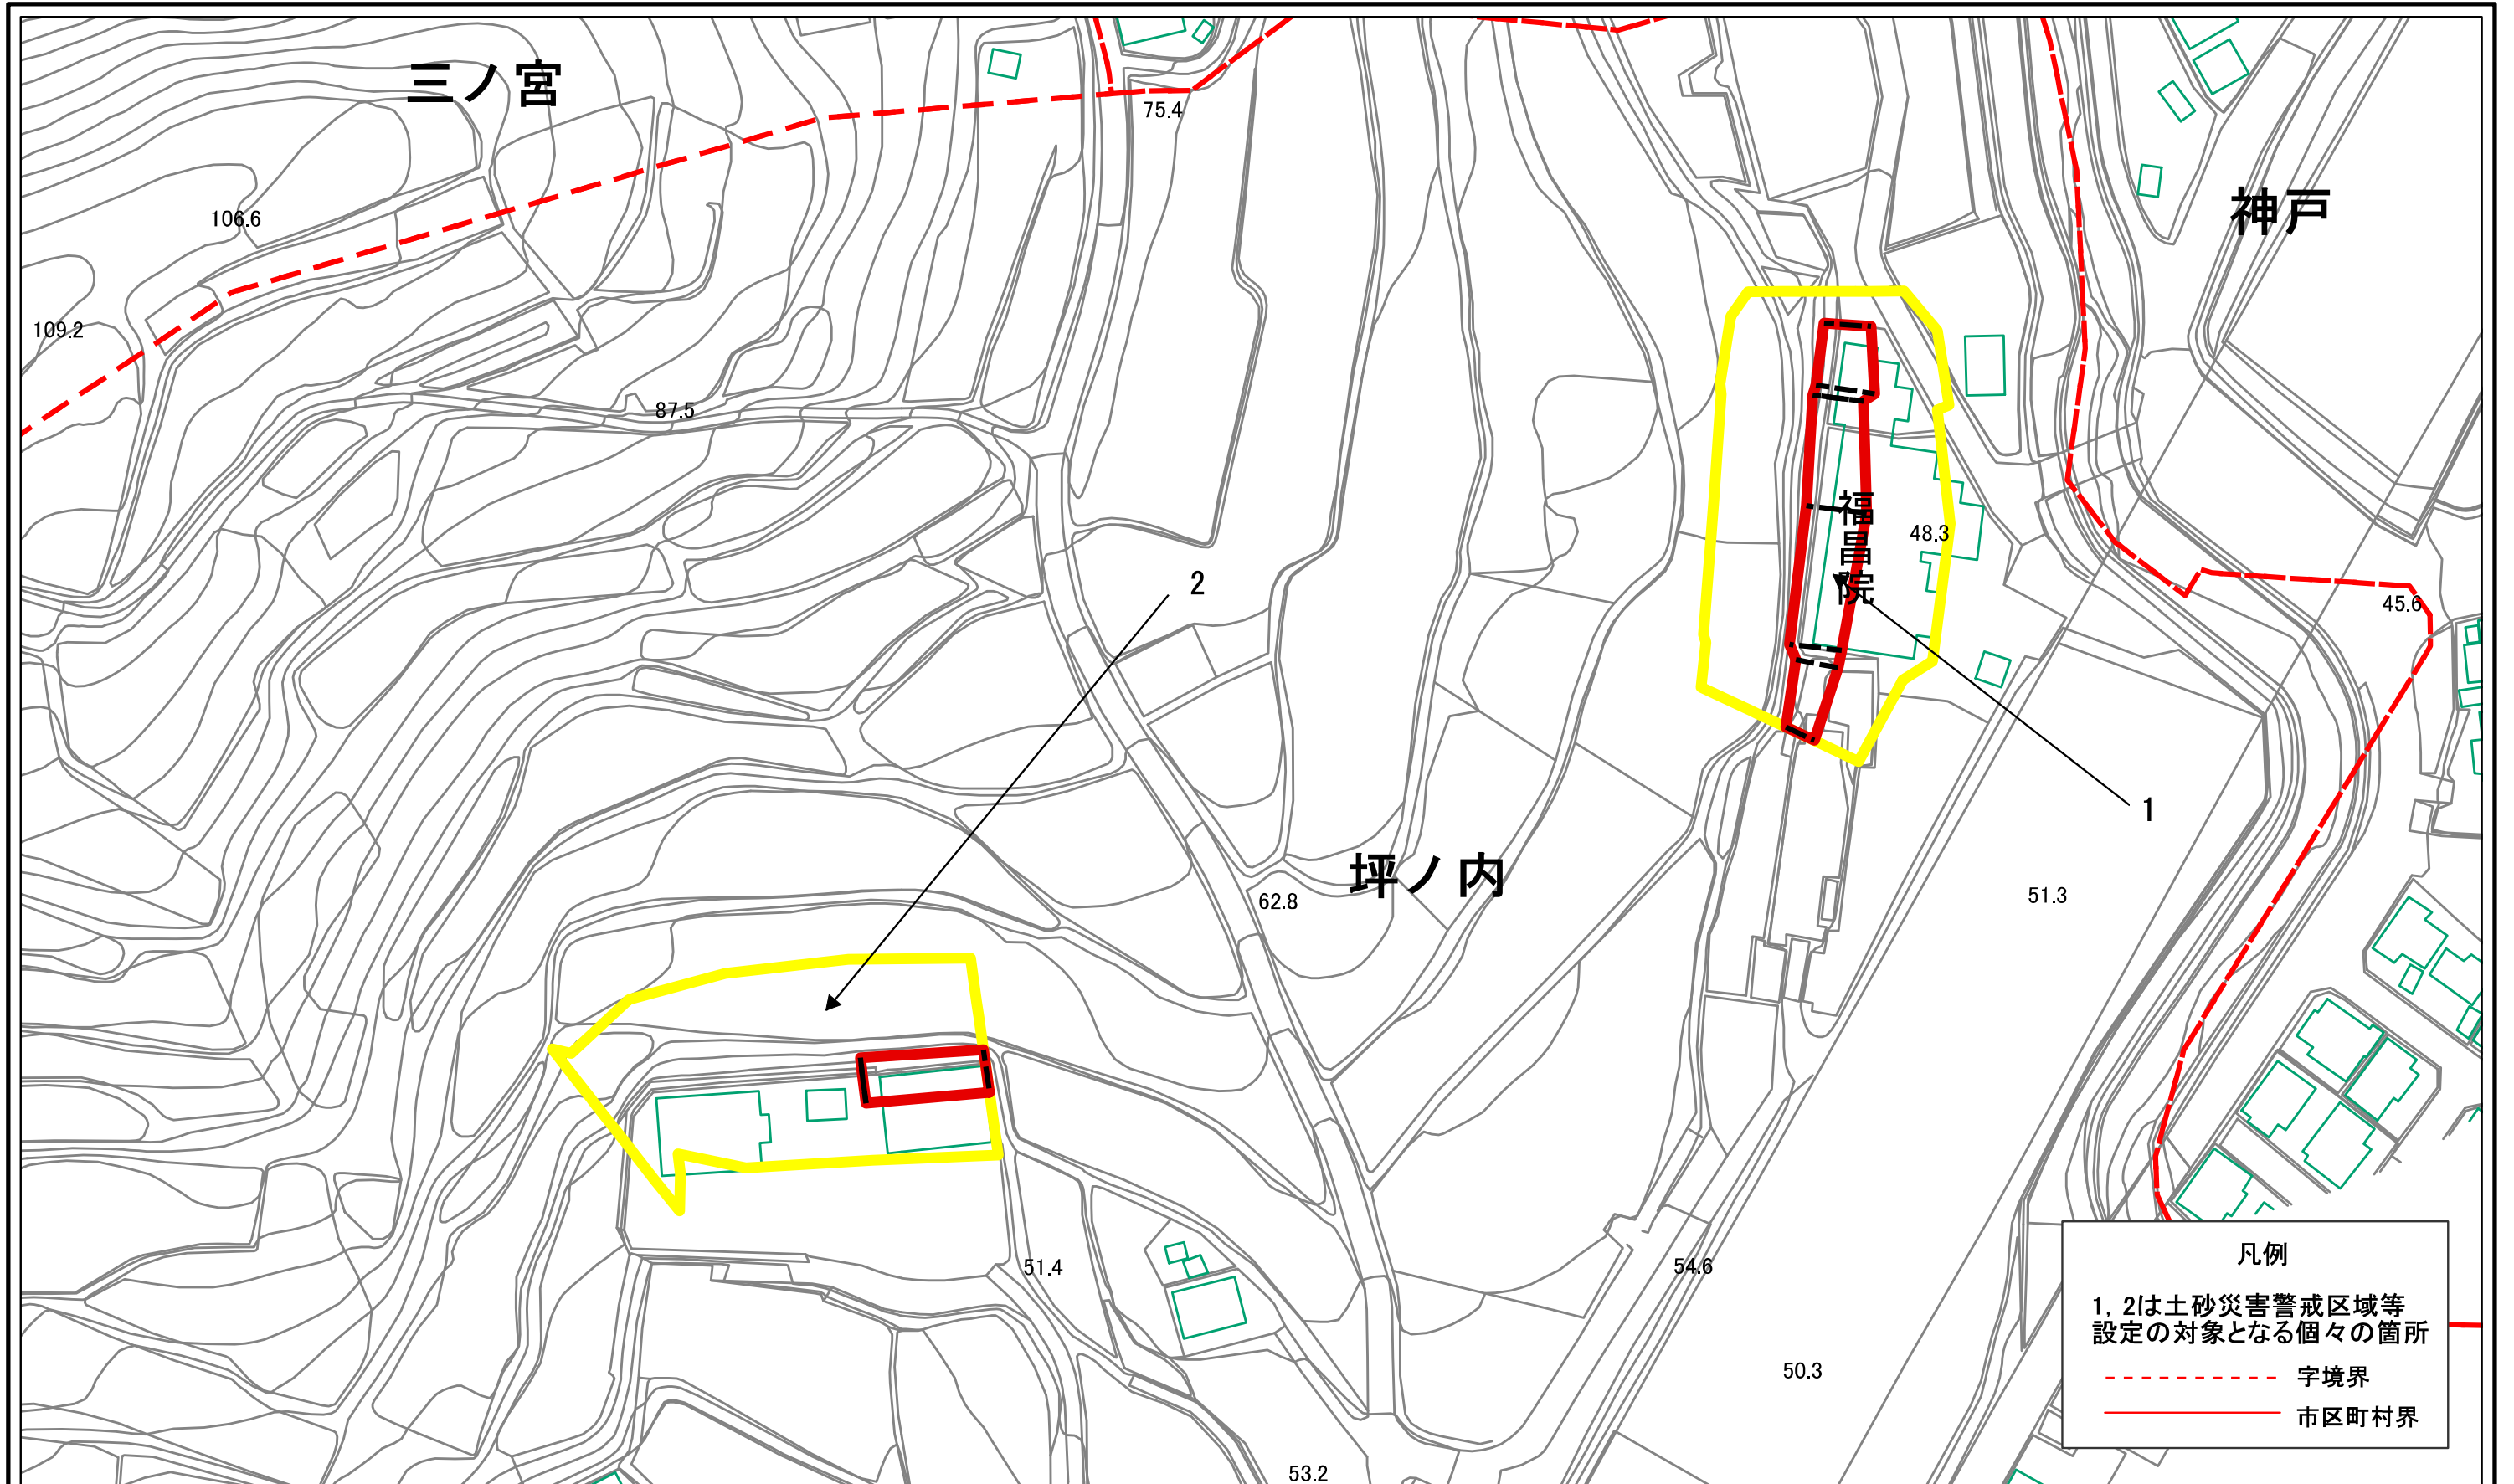 三ノ宮
75.4
神戸
106.6
109.2
87.5
福昌院
48.3
2
45.6
1
坪ノ内
62.8
51.3
51.4
54.6
50.3
53.2
凡例
1, 2は土砂災害警戒区域等
設定の対象となる個々の箇所
字境界
市区町村界